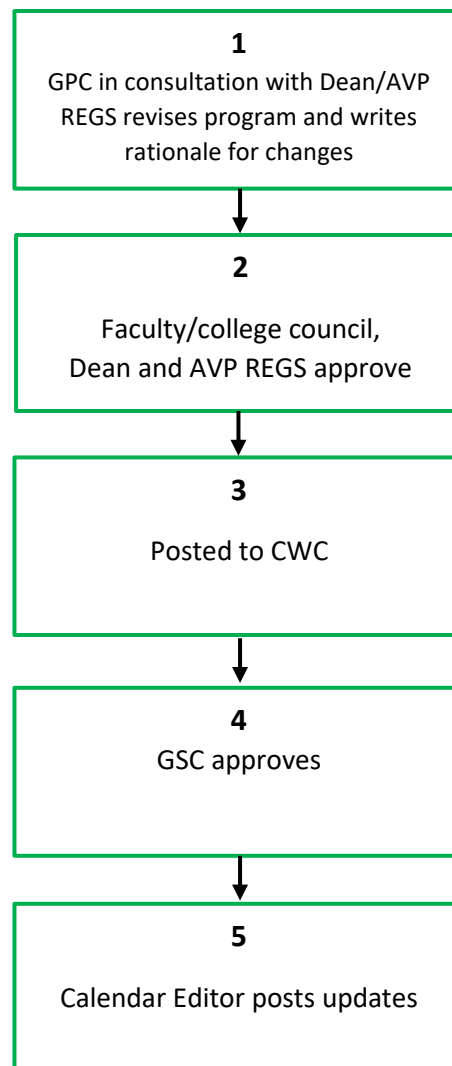 1
GPC in consultation with Dean/AVP
REGS revises program and writes
rationale for changes
2
Faculty/college council,
Dean and AVP REGS approve
3
Posted to CWC
4
GSC approves
5
Calendar Editor posts updates